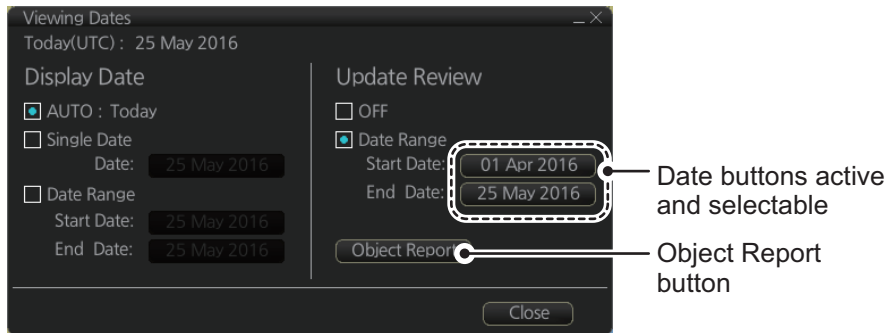 Viewing Dates
Today(UTC) : 25 May 2016
Display Date
AUTO : Today
Single Date
Date: 25 May 2016
Date Range
Start Date: 25 May 2016
End Date: 25 May 2016
Update Review
OFF
Date Range
Start Date: 01 Apr 2016
End Date: 25 May 2016
Object Report
Close
Date buttons active
and selectable
Object Report
button